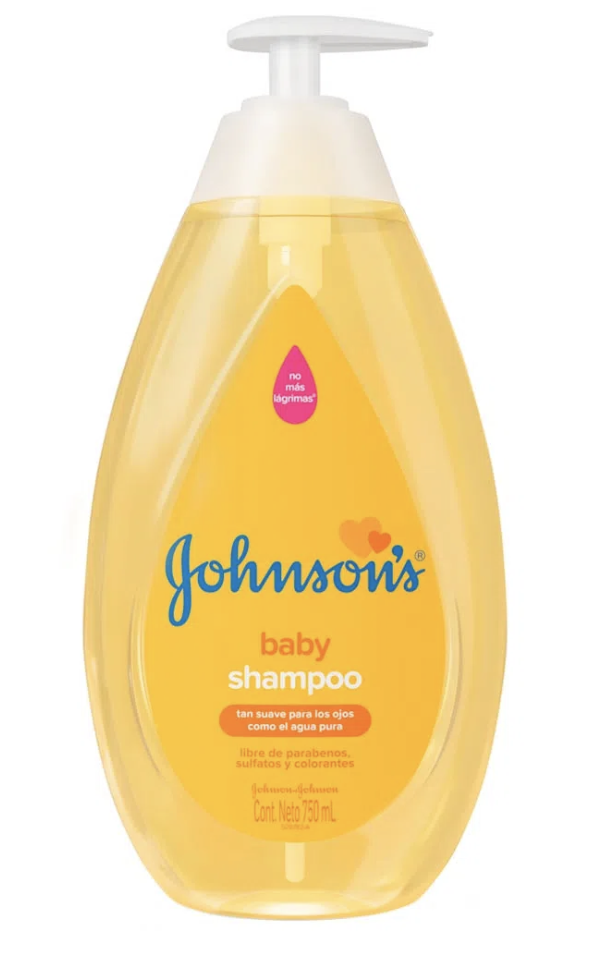 no
más
lágrimas*
Johnson's®
baby
shampoo
tan suave para los ojos
como el agua pura
libre de parabenos,
sulfatos y colorantes
Johnson&Johnson
Cont. Neto 750 mL